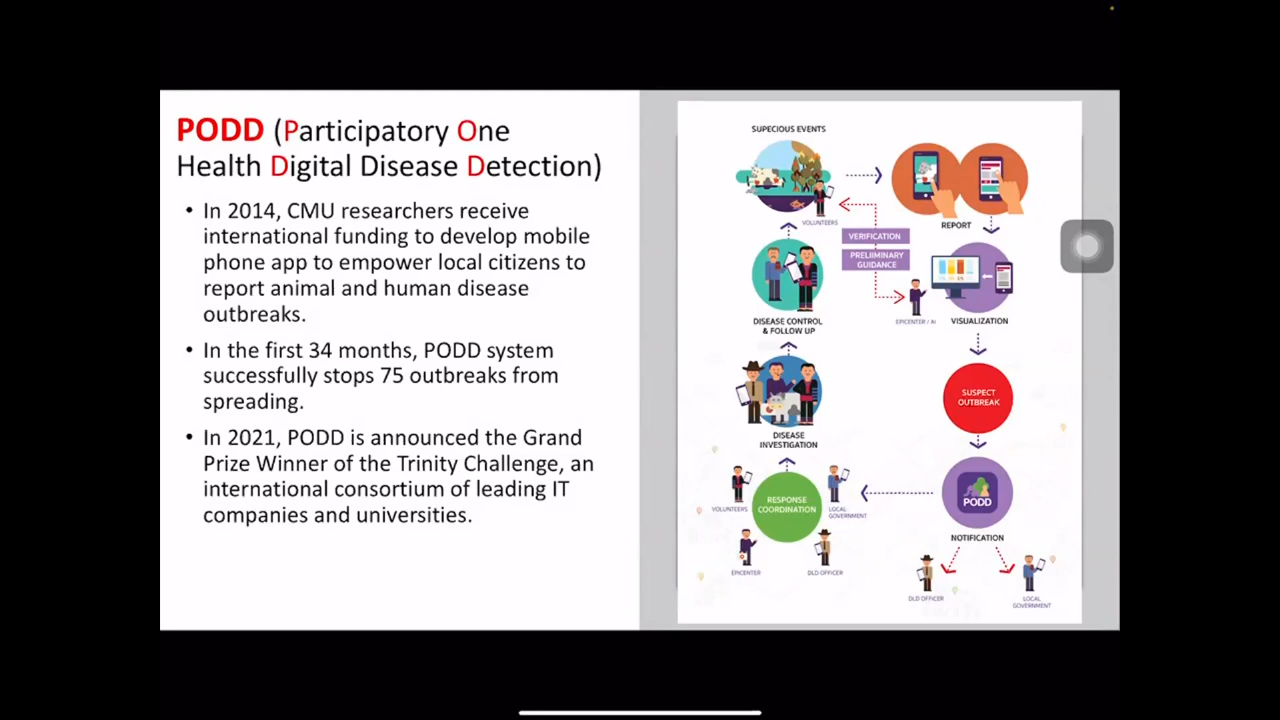 PODD (Participatory One
Health Digital Disease Detection)
• In 2014, CMU researchers receive
international funding to develop mobile
phone app to empower local citizens to
report animal and human disease
outbreaks.
• In the first 34 months, PODD system
successfully stops 75 outbreaks from
spreading.
• In 2021, PODD is announced the Grand
Prize Winner of the Trinity Challenge, an
international consortium of leading IT
companies and universities.
SUPECIOUS EVENTS
VOLUNTEERS
REPORT
VERIFICATION
PRELIIMINARY
GUIDANCE
EPICENTER / AI
VISUALIZATION
DISEASE CONTROL
& FOLLOW UP
SUSPECT
OUTBREAK
DISEASE
INVESTIGATION
PODD
NOTIFICATION
RESPONSE
COORDINATION
VOLUNTEERS
LOCAL
GOVERNMENT
EPICENTER
DLD OFFICER
DLD OFFICER
LOCAL
GOVERNMENT